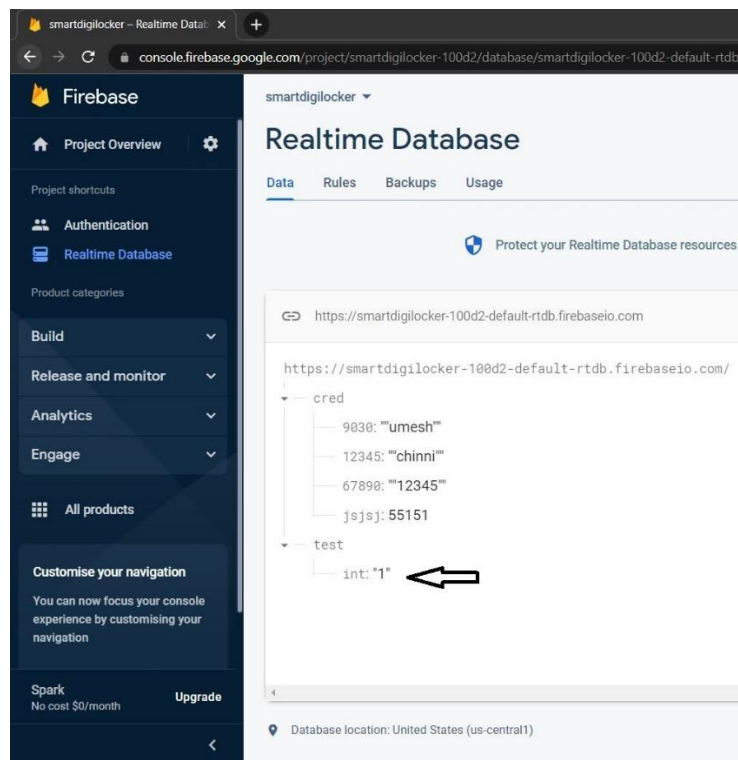 smartdigilocker – Realtime Datab
console.firebase.google.com/project/smartdigilocker-100d2/database/smartdigilocker-100d2-default-rtdb
Firebase
Project Overview
Project shortcuts
Authentication
Realtime Database
Product categories
Build
Release and monitor
Analytics
Engage
All products
Customise your navigation
You can now focus your console
experience by customising your
navigation
Spark
No cost $0/month
Upgrade
smartdigilocker
Realtime Database
Data Rules Backups Usage
Protect your Realtime Database resources
https://smartdigilocker-100d2-default-rtdb.firebaseio.com
https://smartdigilocker-100d2-default-rtdb.firebaseio.com/
cred
9030: ""umesh""
12345: ""chinni""
67890: ""12345""
jsjsj: 55151
test
int: "1"
Database location: United States (us-central1)